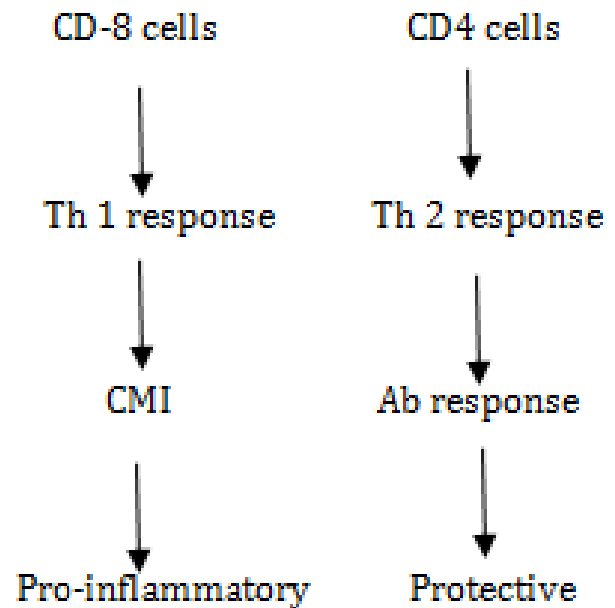 CD-8 cells
CD4 cells
Th 1 response
Th 2 response
CMI
Ab response
Pro-inflammatory
Protective